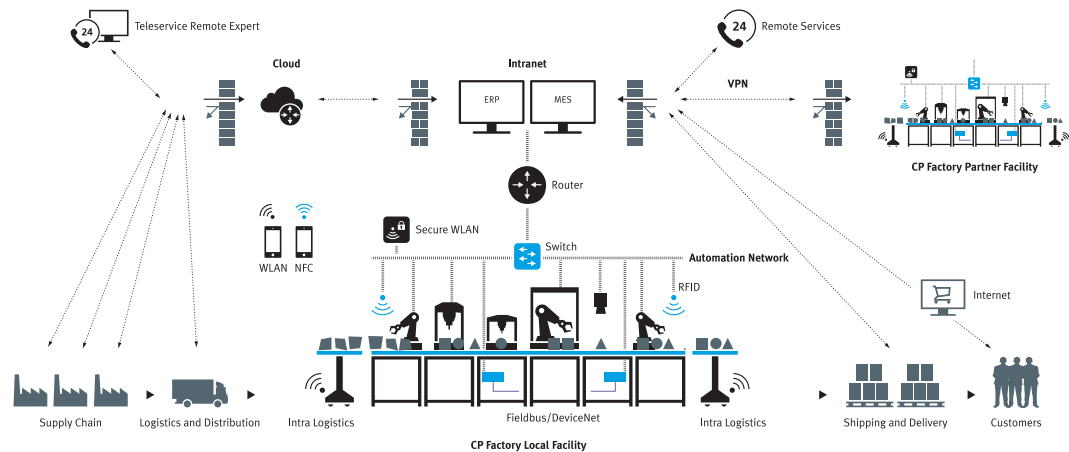 24
Teleservice Remote Expert
24
Remote Services
Cloud
Intranet
VPN
ERP
MES
CP Factory Partner Facility
Router
Secure WLAN
Switch
Automation Network
WLAN
NFC
RFID
Internet
Supply Chain
Logistics and Distribution
Intra Logistics
Fieldbus/DeviceNet
Intra Logistics
Shipping and Delivery
Customers
CP Factory Local Facility